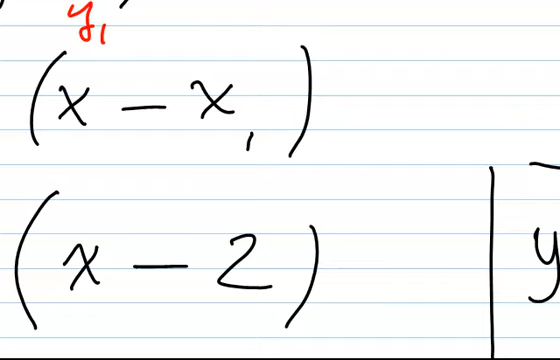 y₁
(x − x₁)
(x − 2)
y